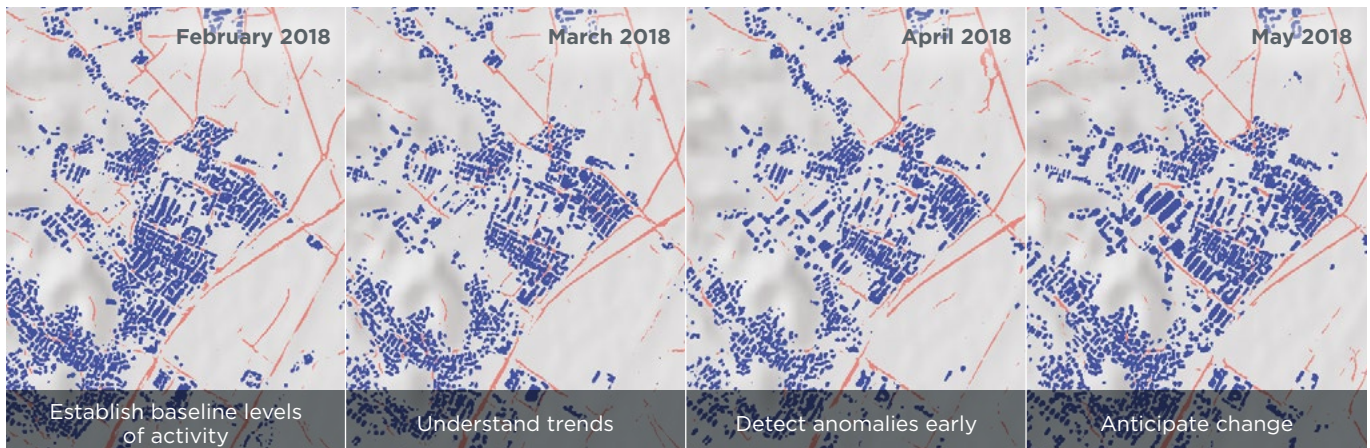 February 2018
March 2018
April 2018
May 2018
Establish baseline levels
of activity
Understand trends
Detect anomalies early
Anticipate change